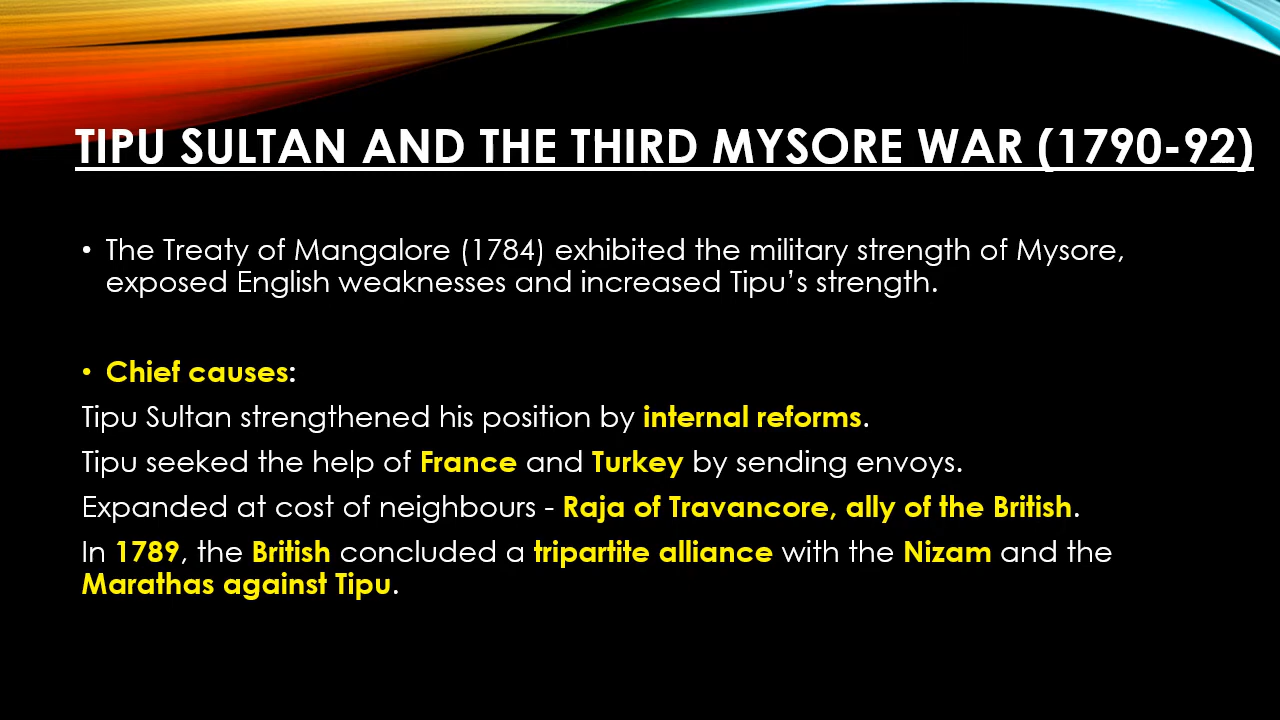 TIPU SULTAN AND THE THIRD MYSORE WAR (1790-92)
• The Treaty of Mangalore (1784) exhibited the military strength of Mysore,
exposed English weaknesses and increased Tipu’s strength.
• Chief causes:
Tipu Sultan strengthened his position by internal reforms.
Tipu seeked the help of France and Turkey by sending envoys.
Expanded at cost of neighbours - Raja of Travancore, ally of the British.
In 1789, the British concluded a tripartite alliance with the Nizam and the
Marathas against Tipu.